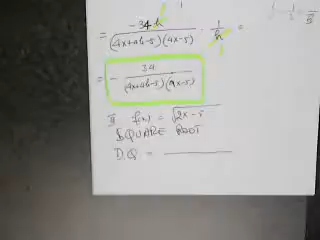 = -34h / (4x+4h-5)(4x-5) · 1/h =
= - 34 / (4x+4h-5)(4x-5)
II f(x) = √2x-5
SQUARE ROOT
D.Q =